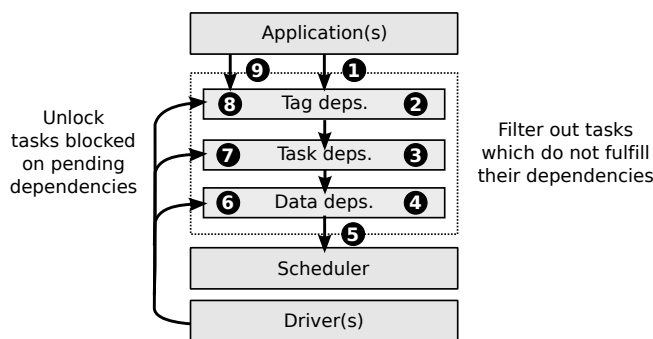 Application(s)
9 1
8 Tag deps. 2
7 Task deps. 3
6 Data deps. 4
5
Scheduler
Driver(s)
Unlock
tasks blocked
on pending
dependencies
Filter out tasks
which do not fulfill
their dependencies